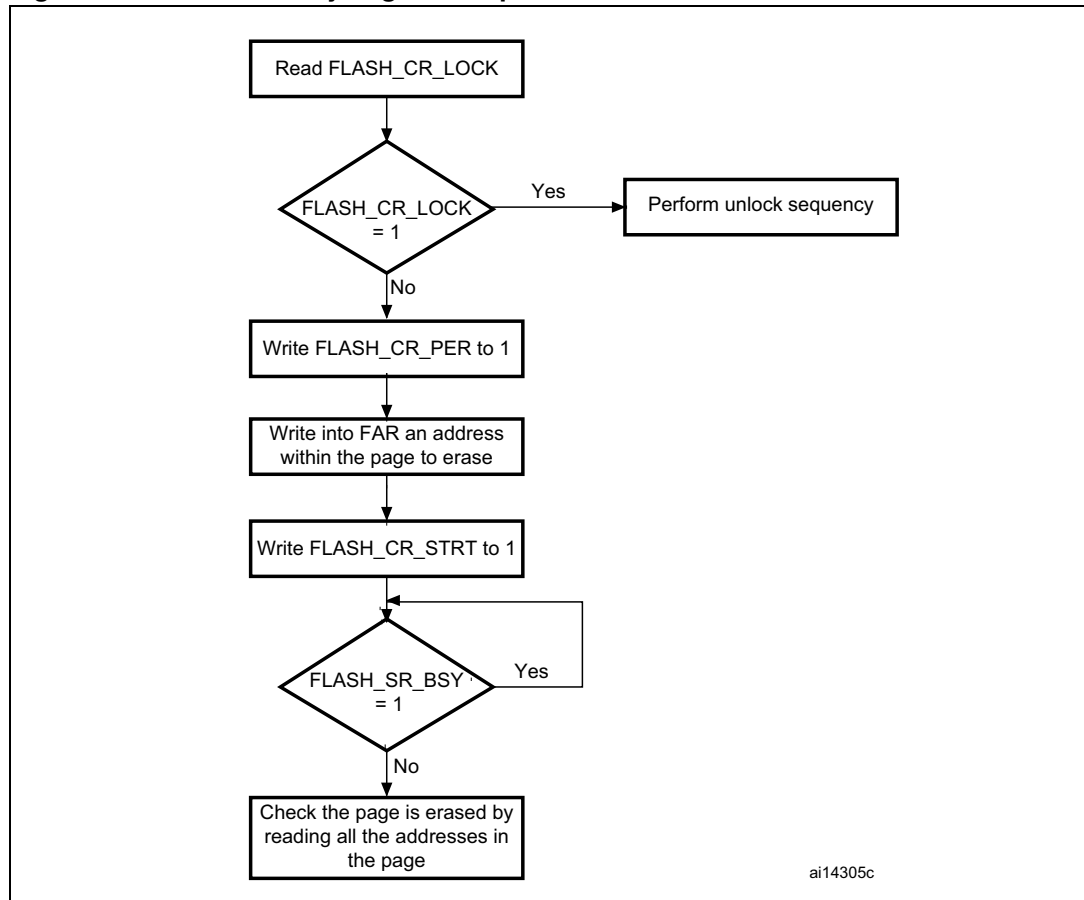 Read FLASH_CR_LOCK
FLASH_CR_LOCK
= 1
Yes
Perform unlock sequency
No
Write FLASH_CR_PER to 1
Write into FAR an address
within the page to erase
Write FLASH_CR_STRT to 1
FLASH_SR_BSY
= 1
Yes
No
Check the page is erased by
reading all the addresses in
the page
ai14305c